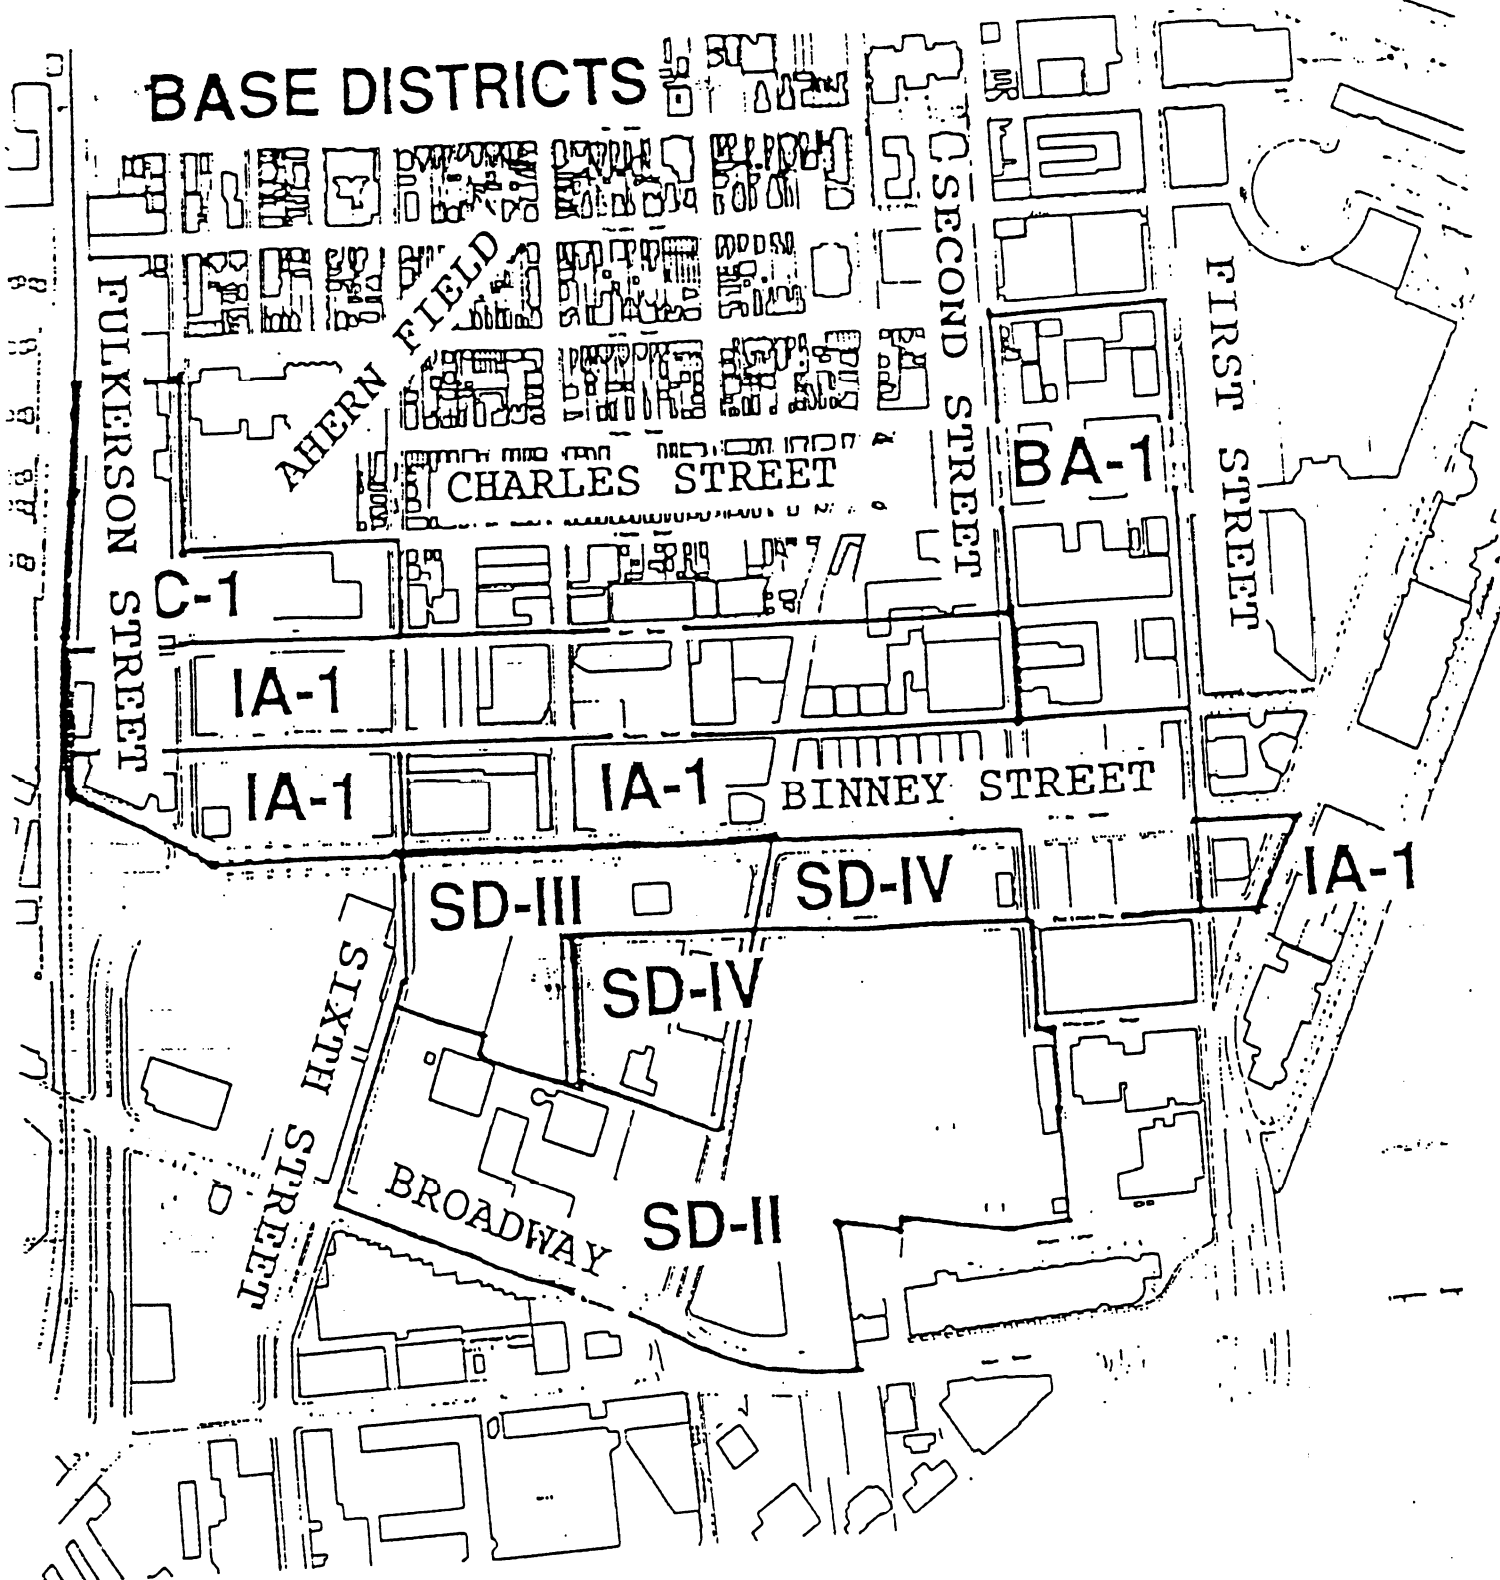 BASE DISTRICTS
SECOND STREET
FIRST STREET
FULKERSON STREET
AHERN FIELD
CHARLES STREET
BA-1
C-1
IA-1
IA-1
IA-1
BINNEY STREET
SD-III
SD-IV
IA-1
SIXTH STREET
SD-IV
BROADWAY
SD-II